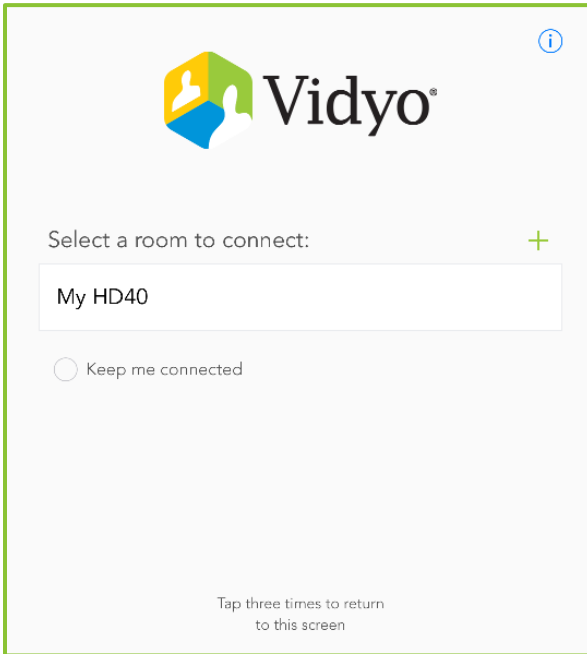 Vidyo®
Select a room to connect:
My HD40
Keep me connected
Tap three times to return
to this screen